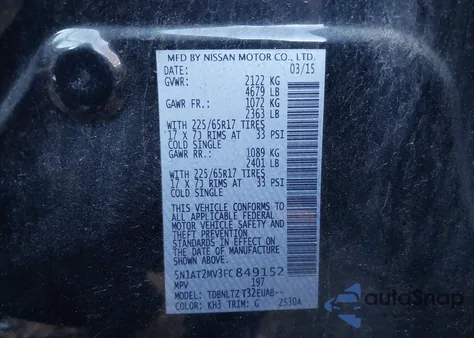 MFD BY NISSAN MOTOR CO., LTD.
DATE: 03/15
GVWR: 2122 KG
4679 LB
GAWR FR.: 1072 KG
2363 LB
WITH 225/65R17 TIRES
17 X 7J RIMS AT 33 PSI
COLD SINGLE
GAWR RR.: 1089 KG
2401 LB
WITH 225/65R17 TIRES
17 X 7J RIMS AT 33 PSI
COLD SINGLE
THIS VEHICLE CONFORMS TO
ALL APPLICABLE FEDERAL
MOTOR VEHICLE SAFETY AND
THEFT PREVENTION STANDARDS
IN EFFECT ON THE DATE OF
MANUFACTURE SHOWN ABOVE.
5N1AT2MV3FC849152
MPV 197
MODEL: TDBNLTZ T32EUAB--
COLOR: KH3 TRIM: G 2530A
autoSnap